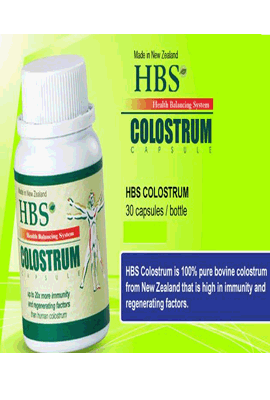 Made in New Zealand
HBS
Health Balancing System
COLOSTRUM
CAPSULE
HBS COLOSTRUM
30 capsules / bottle
HBS Colostrum is 100% pure bovine colostrum
from New Zealand that is high in immunity and
regenerating factors.
Made in New Zealand
HBS
Health Balancing System
COLOSTRUM
CAPSULE
up to 20x more immunity
and regenerating factors
than human colostrum